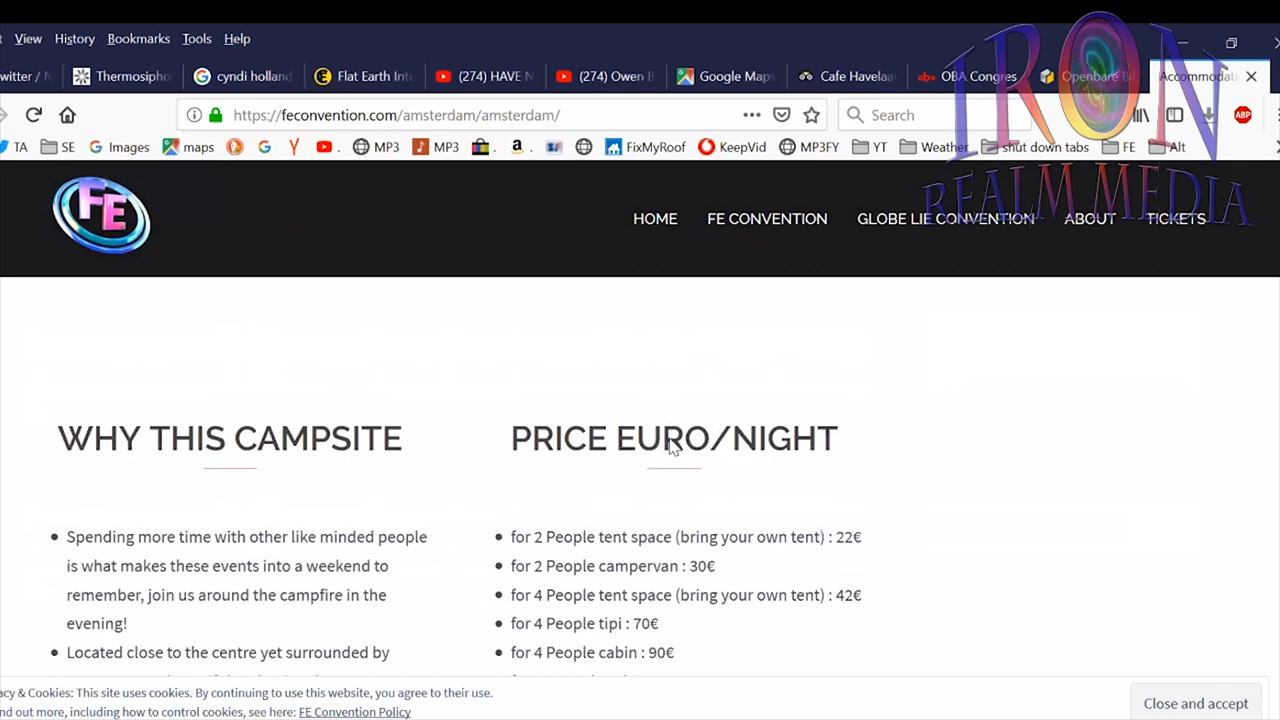 View History Bookmarks Tools Help
witter / N Thermosipho cyndi holland Flat Earth Inte (274) HAVE N (274) Owen B Google Maps Cafe Havelaa OBA Congres Openbare Bi Accommodati
https://feconvention.com/amsterdam/amsterdam/ Search ABP
TA SE Images maps MP3 MP3 FixMyRoof KeepVid MP3FY YT Weather shut down tabs FE Alt
IRON
REALM MEDIA
FE HOME FE CONVENTION GLOBE LIE CONVENTION ABOUT TICKETS
WHY THIS CAMPSITE
Spending more time with other like minded people
is what makes these events into a weekend to
remember, join us around the campfire in the
evening!
Located close to the centre yet surrounded by
PRICE EURO/NIGHT
for 2 People tent space (bring your own tent) : 22€
for 2 People campervan : 30€
for 4 People tent space (bring your own tent) : 42€
for 4 People tipi : 70€
for 4 People cabin : 90€
acy & Cookies: This site uses cookies. By continuing to use this website, you agree to their use.
nd out more, including how to control cookies, see here: FE Convention Policy
Close and accept